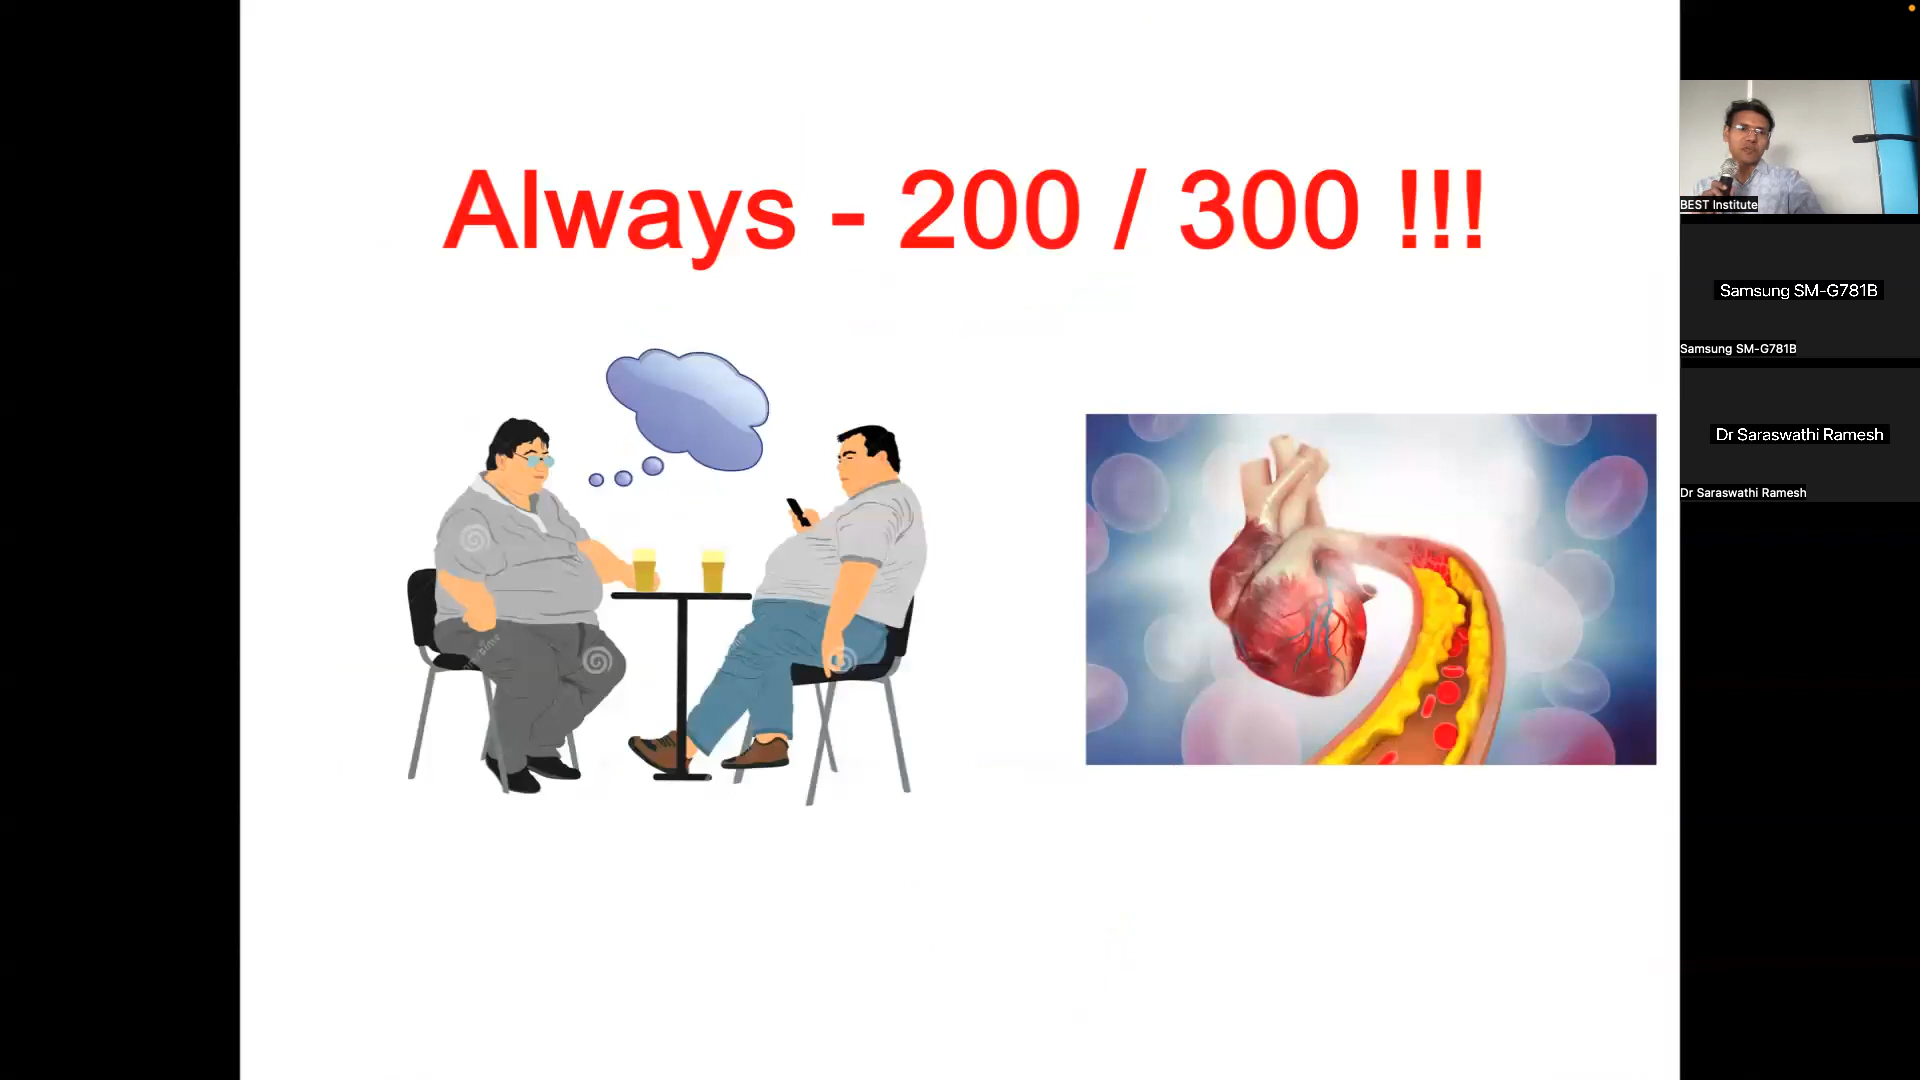 Always - 200 / 300 !!!
BEST Institute
Samsung SM-G781B
Samsung SM-G781B
Dr Saraswathi Ramesh
Dr Saraswathi Ramesh